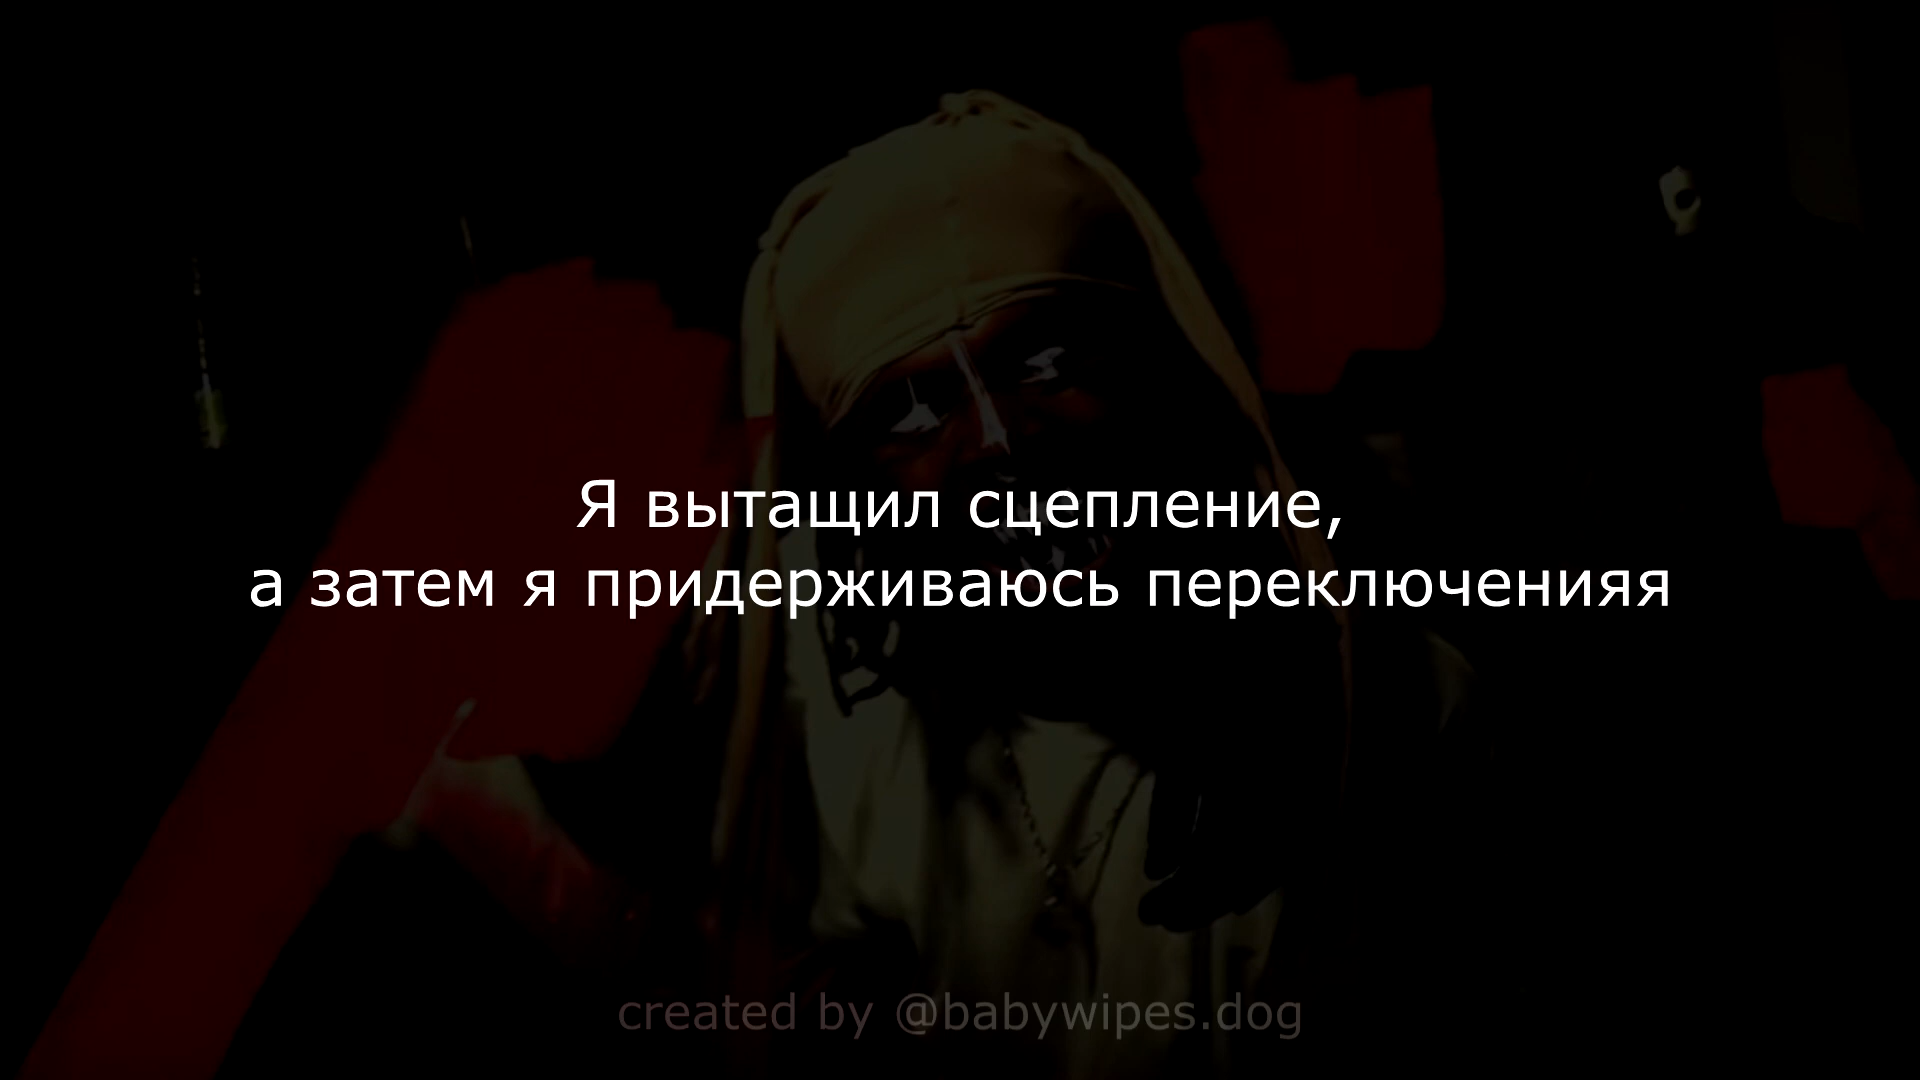 Я вытащил сцепление,
а затем я придерживаюсь переключенияя
created by @babywipes.dog